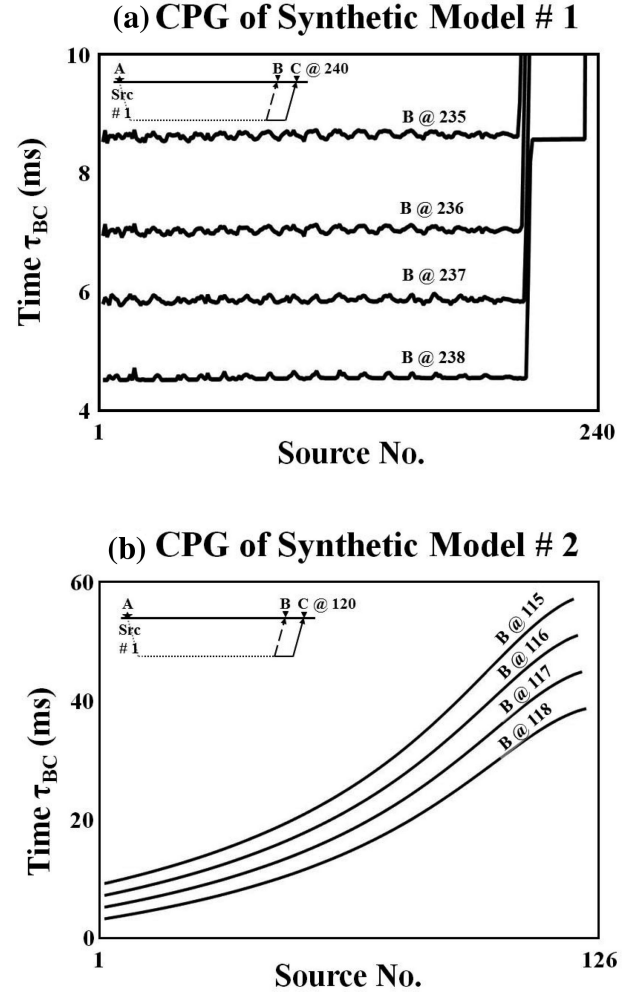 (a) CPG of Synthetic Model # 1
10
8
6
4
Time τBC (ms)
A
B C @ 240
Src
# 1
B @ 235
B @ 236
B @ 237
B @ 238
1
240
Source No.
(b) CPG of Synthetic Model # 2
60
40
20
0
Time τBC (ms)
A
B C @ 120
Src
# 1
B @ 115
B @ 116
B @ 117
B @ 118
1
126
Source No.